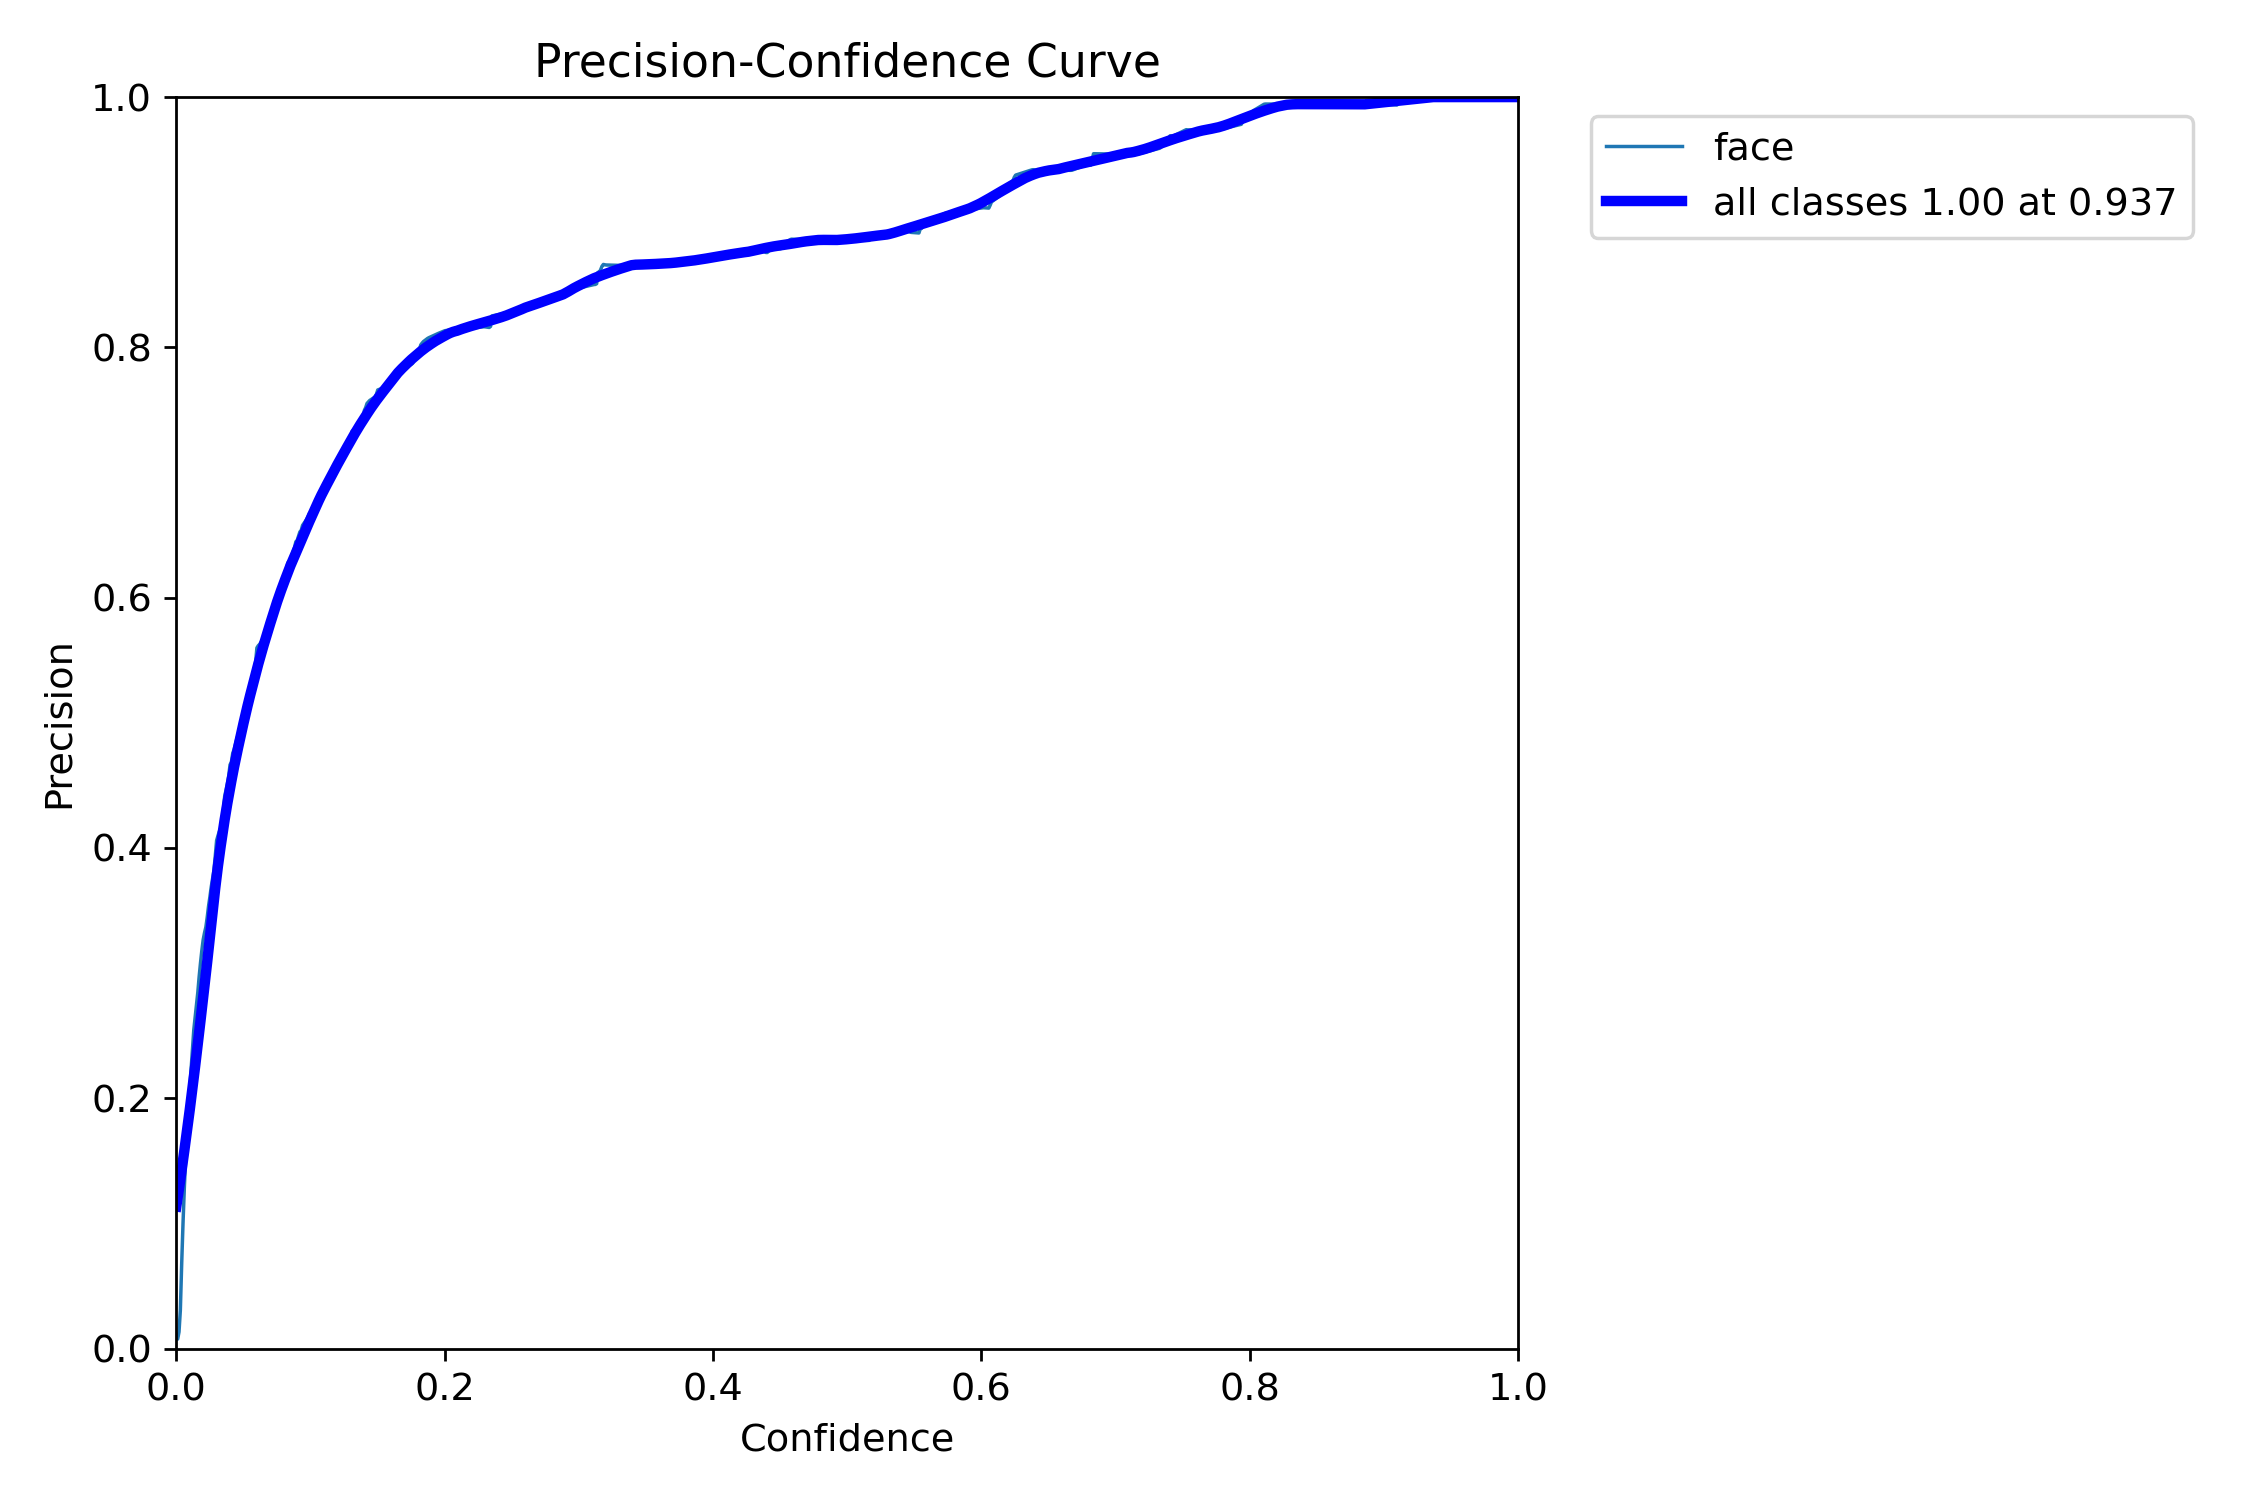 Precision-Confidence Curve
1.0
0.8
0.6
0.4
0.2
0.0
Precision
0.0 0.2 0.4 0.6 0.8 1.0
Confidence
face
all classes 1.00 at 0.937